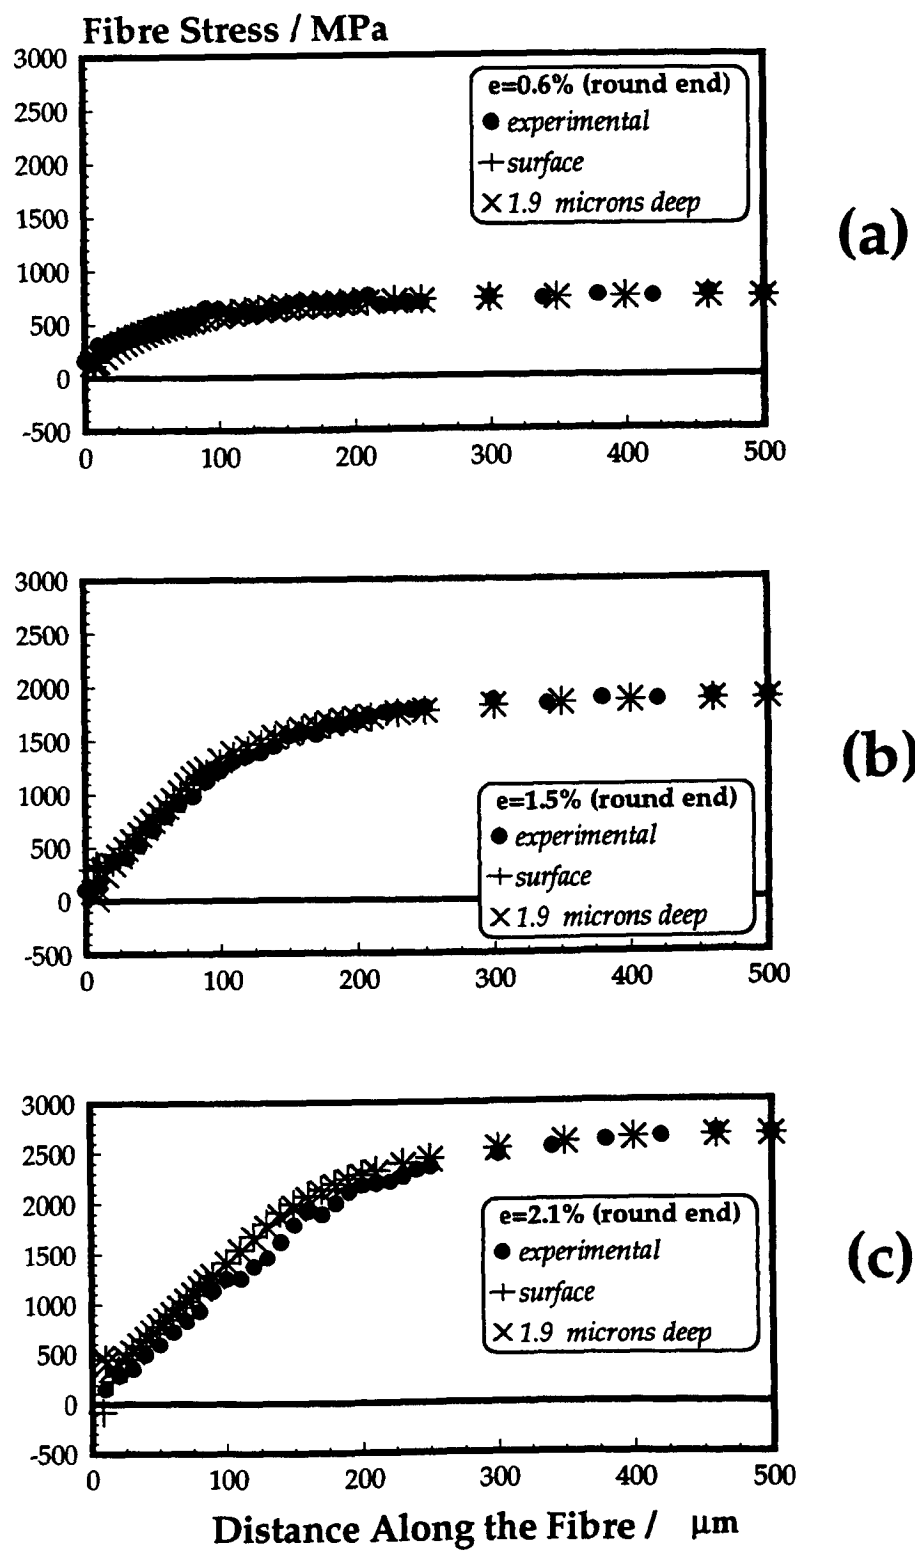 Fibre Stress / MPa
3000
e=0.6% (round end)
2500
experimental
2000
surface
1500
1.9 microns deep
(a)
1000
500
0
-500
0 100 200 300 400 500
3000
2500
2000
1500
(b)
1000
e=1.5% (round end)
500
experimental
surface
0
1.9 microns deep
-500
0 100 200 300 400 500
3000
2500
2000
e=2.1% (round end)
1500
experimental
(c)
1000
surface
500
1.9 microns deep
0
-500
0 100 200 300 400 500
Distance Along the Fibre / μm